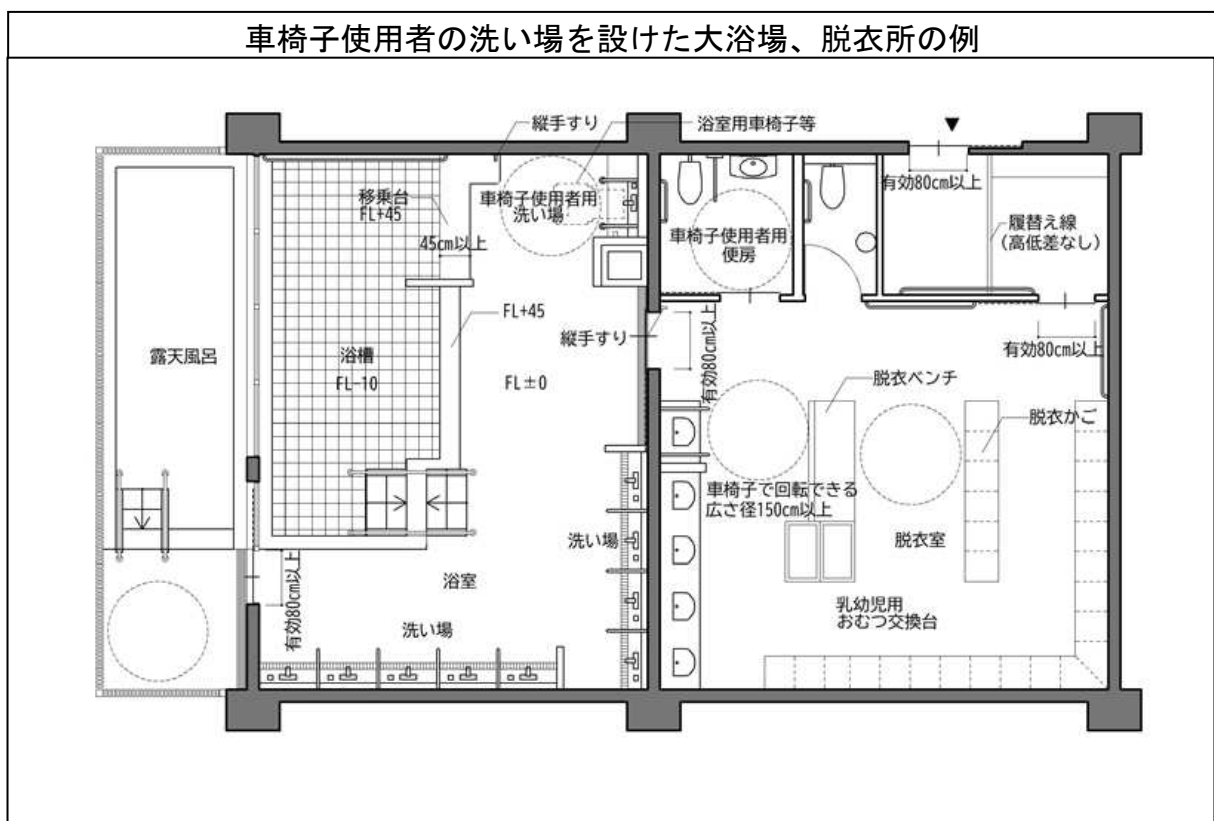 車椅子使用者の洗い場を設けた大浴場、脱衣所の例
縦手すり
浴室用車椅子等
▼
有効80cm以上
移乗台
FL+45
車椅子使用者用
洗い場
45cm以上
車椅子使用者用
便房
履替え線
(高低差なし)
FL+45
縦手すり
有効80cm以上
有効80cm以上
露天風呂
浴槽
FL-10
FL±0
脱衣ベンチ
脱衣かご
車椅子で回転できる
広さ径150cm以上
洗い場
脱衣室
有効80cm以上
浴室
乳幼児用
おむつ交換台
洗い場